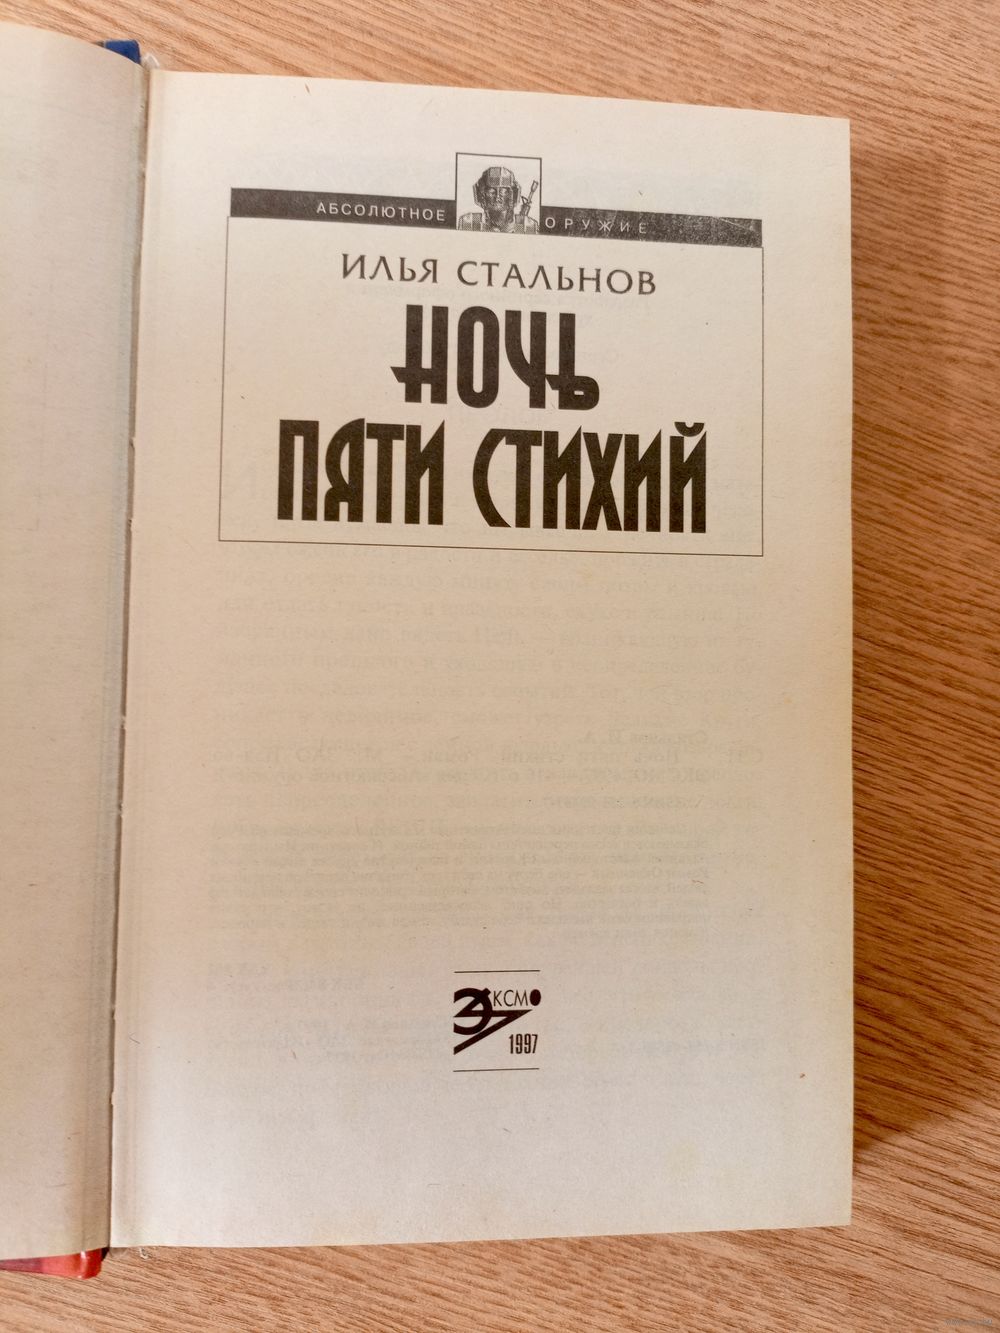 АБСОЛЮТНОЕ ОРУЖИЕ
ИЛЬЯ СТАЛЬНОВ
НОЧЬ
ПЯТИ СТИХИЙ
ЭКСМО
1997